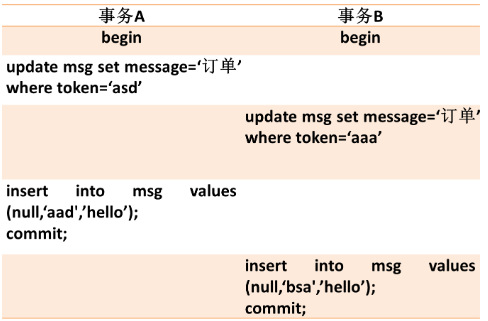 事务A 事务B
begin begin
update msg set message=‘订单’
where token=‘asd’
update msg set message=‘订单’
where token=‘aaa’
insert into msg values
(null,‘aad',’hello’);
commit;
insert into msg values
(null,‘bsa',’hello’);
commit;